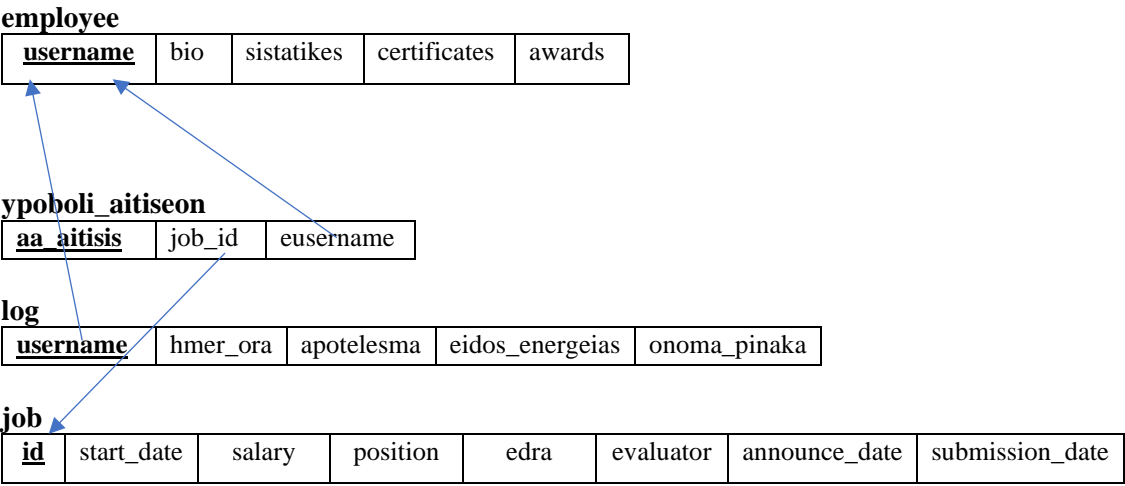 employee
username bio sistatikes certificates awards
ypoboli_aitiseon
aa_aitisis job_id eusername
log
username hmer_ora apotelesma eidos_energeias onoma_pinaka
job
id start_date salary position edra evaluator announce_date submission_date